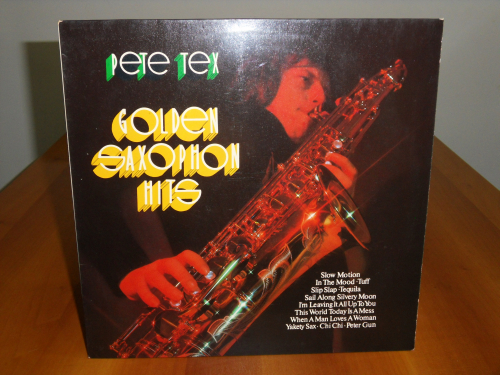 PETE TEX
GOLDEN
SAXOPHON
HITS
Slow Motion
In The Mood · Tuff
Slip Slap · Tequila
Sail Along Silvery Moon
I'm Leaving It All Up To You
This World Today Is A Mess
When A Man Loves A Woman
Yakety Sax · Chi Chi · Peter Gun